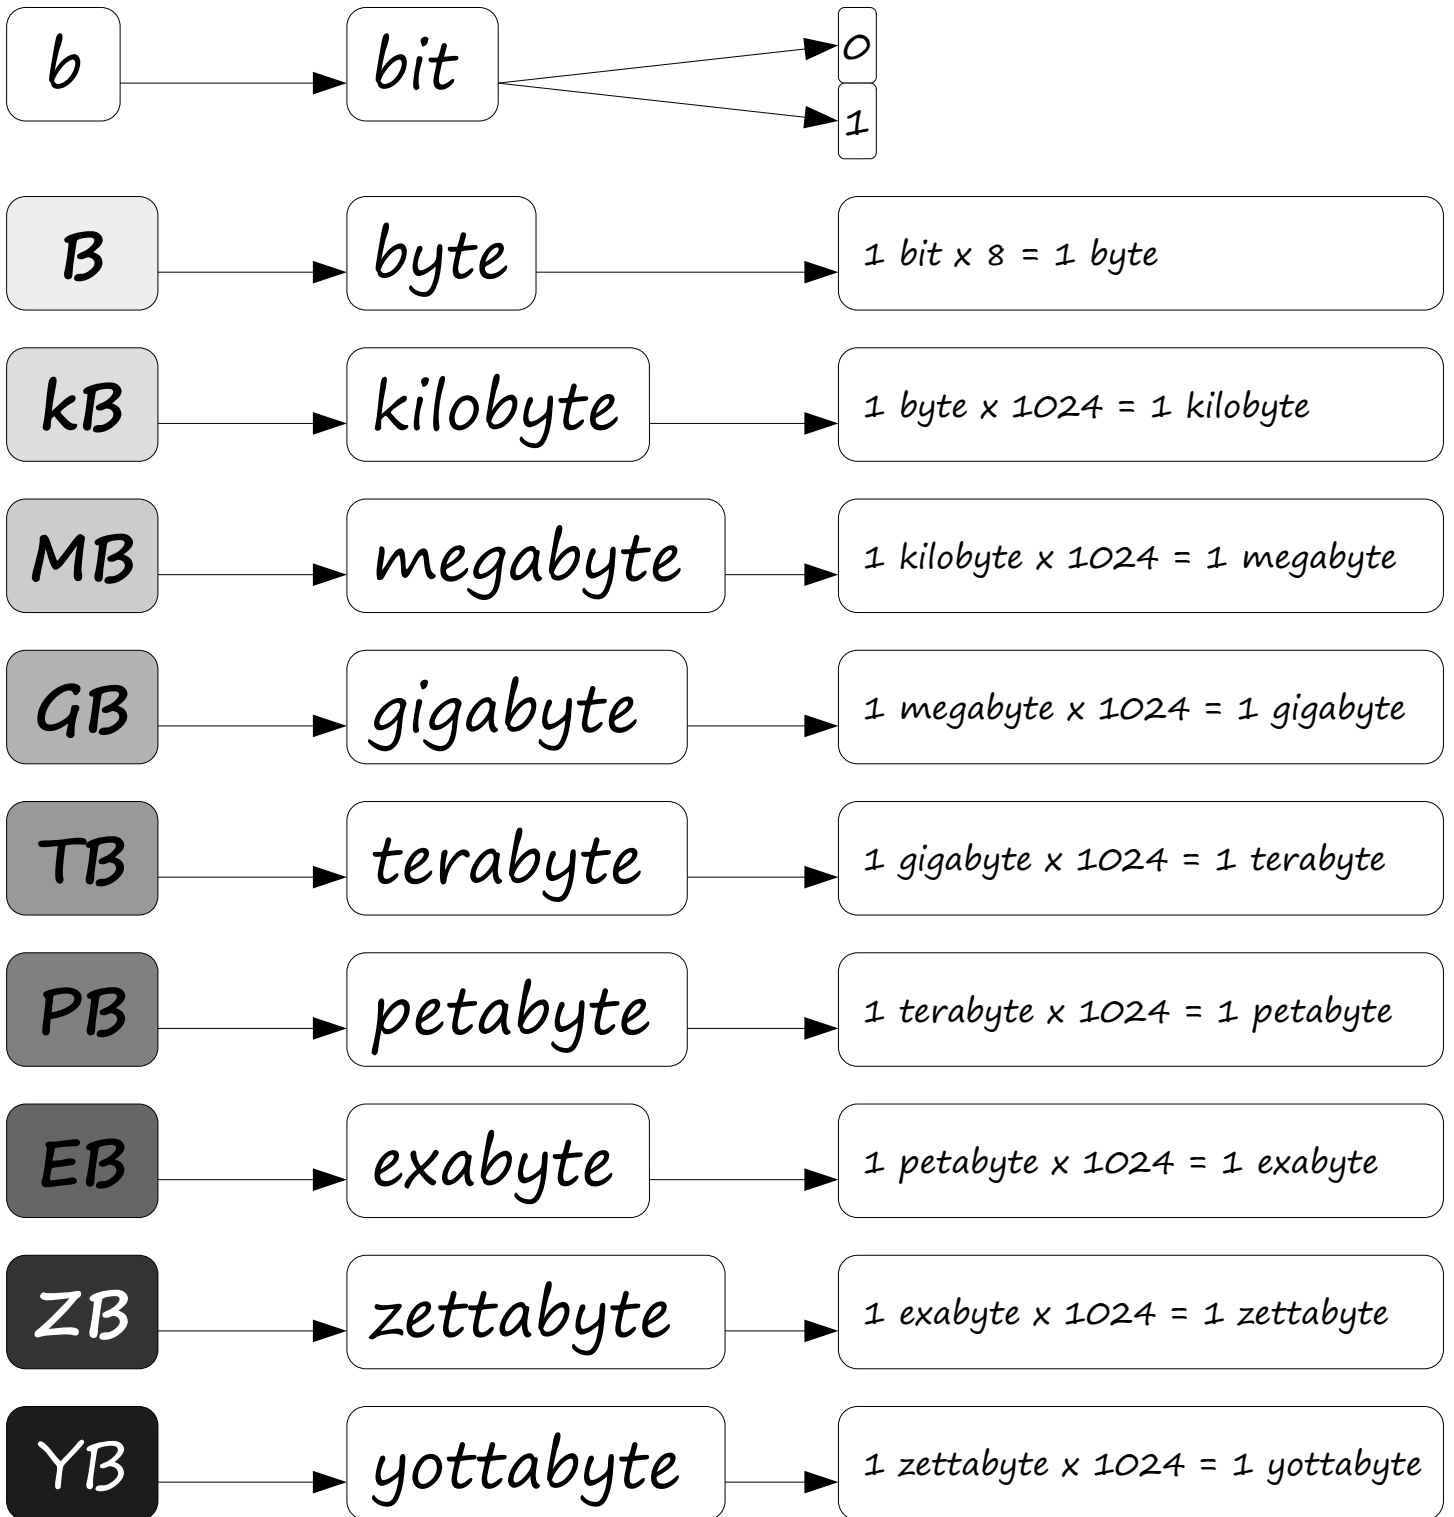 b bit 0
1
B byte 1 bit x 8 = 1 byte
kB kilobyte 1 byte x 1024 = 1 kilobyte
MB megabyte 1 kilobyte x 1024 = 1 megabyte
GB gigabyte 1 megabyte x 1024 = 1 gigabyte
TB terabyte 1 gigabyte x 1024 = 1 terabyte
PB petabyte 1 terabyte x 1024 = 1 petabyte
EB exabyte 1 petabyte x 1024 = 1 exabyte
ZB zettabyte 1 exabyte x 1024 = 1 zettabyte
YB yottabyte 1 zettabyte x 1024 = 1 yottabyte